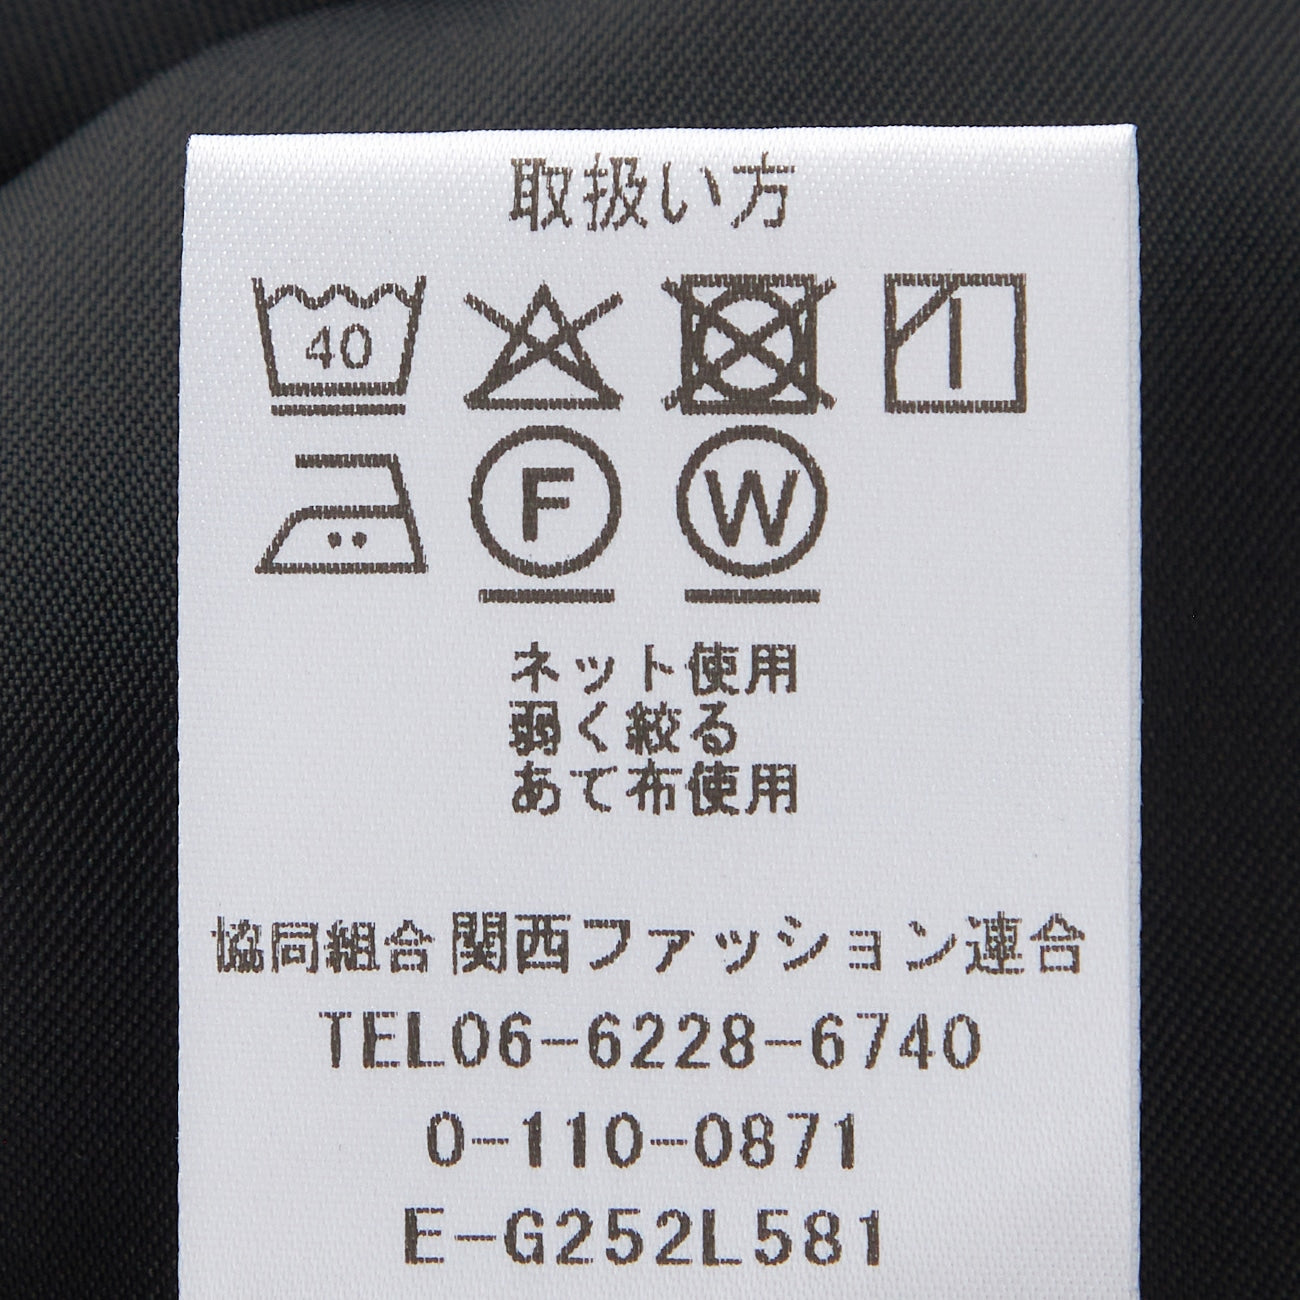 取扱い方
40
F W
ネット使用
弱く絞る
あて布使用
協同組合関西ファッション連合
TEL06-6228-6740
0-110-0871
E-G252L581